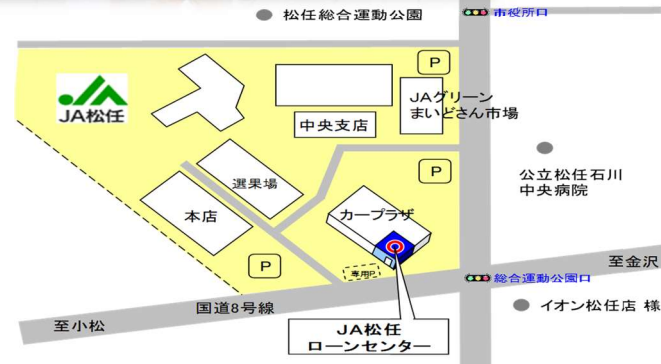 松任総合運動公園
市役所口
P
JA松任
中央支店
JAグリーン
まいどさん市場
選果場
P
公立松任石川
中央病院
本店
カープラザ
P
専用P
至金沢
総合運動公園口
国道8号線
イオン松任店 様
至小松
JA松任
ローンセンター